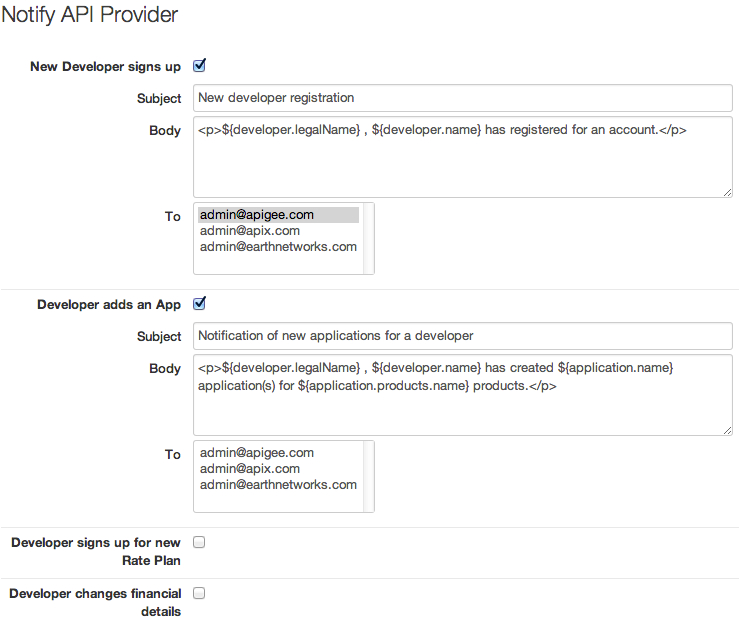 Notify API Provider
New Developer signs up
Subject
New developer registration
Body
<p>${developer.legalName} , ${developer.name} has registered for an account.</p>
To
admin@apigee.com
admin@apix.com
admin@earthnetworks.com
Developer adds an App
Subject
Notification of new applications for a developer
Body
<p>${developer.legalName} , ${developer.name} has created ${application.name}
application(s) for ${application.products.name} products.</p>
To
admin@apigee.com
admin@apix.com
admin@earthnetworks.com
Developer signs up for new
Rate Plan
Developer changes financial
details